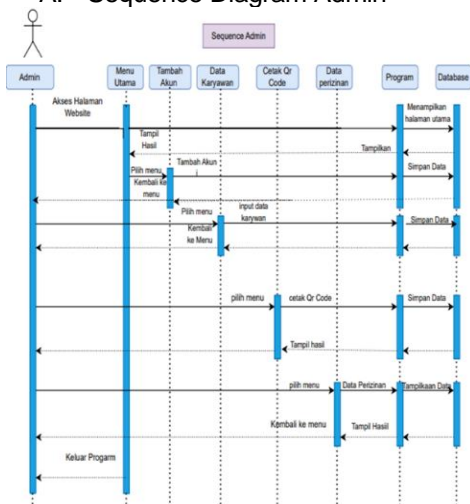 A. Sequence Diagram Admin
Sequence Admin
Admin
Menu
Utama
Tambah
Akun
Data
Karyawan
Cetak Qr
Code
Data
perizinan
Program
Database
Akses Halaman
Website
Menampilkan
halaman utama
Tampil
Hasil
Tampilkan
Pilih menu
Tambah Akun
Simpan Data
Kembali ke
menu
input data
karywan
Pilih menu
Simpan Data
Kembali
ke Menu
pilih menu
cetak Qr Code
Simpan Data
Tampil hasil
pilih menu
Data Perizinan
Tampilkaan Data
Kembali ke menu
Tampil Hasiil
Keluar Progarm